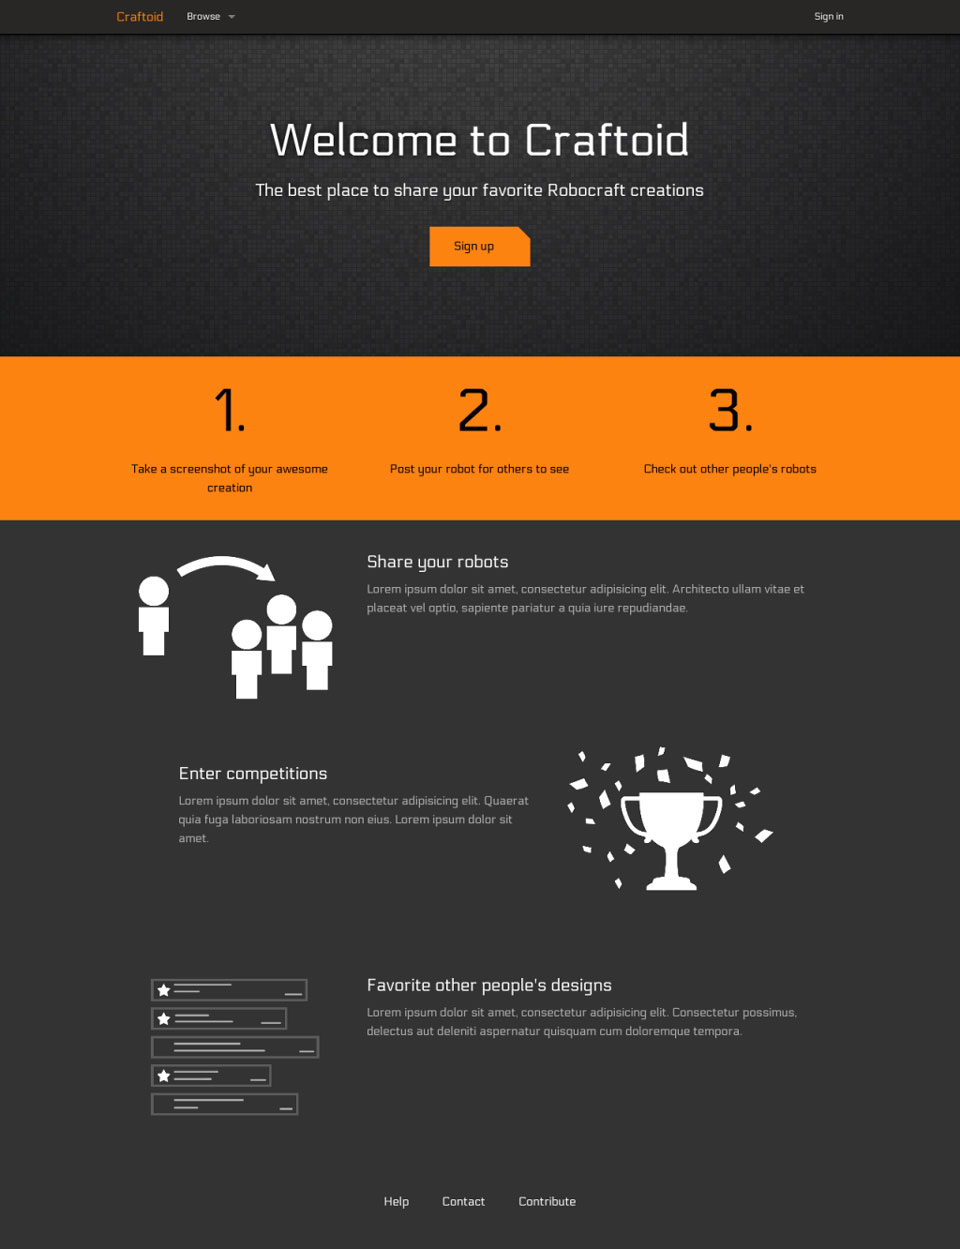 Craftoid
Browse
Sign in
Welcome to Craftoid
The best place to share your favorite Robocraft creations
Sign up
1.
2.
3.
Take a screenshot of your awesome
creation
Post your robot for others to see
Check out other people's robots
Share your robots
Lorem ipsum dolor sit amet, consectetur adipisicing elit. Architecto ullam vitae et
placeat vel optio, sapiente pariatur a quia iure repudiandae.
Enter competitions
Lorem ipsum dolor sit amet, consectetur adipisicing elit. Quaerat
quia fuga laboriosam nostrum non eius. Lorem ipsum dolor sit
amet.
Favorite other people's designs
Lorem ipsum dolor sit amet, consectetur adipisicing elit. Consectetur possimus,
delectus aut deleniti aspernatur quisquam cum doloremque tempora.
Help
Contact
Contribute